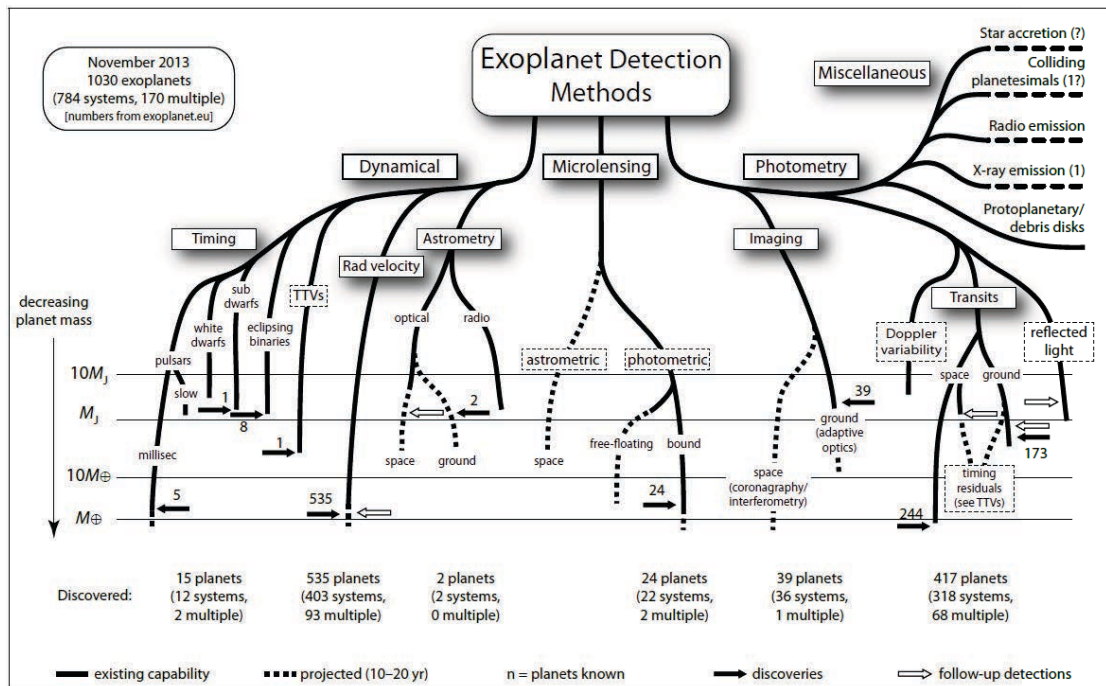 November 2013
1030 exoplanets
(784 systems, 170 multiple)
[numbers from exoplanet.eu]
Exoplanet Detection
Methods
Miscellaneous
Star accretion (?)
Colliding
planetesimals (1?)
Radio emission
X-ray emission (1)
Protoplanetary/
debris disks
Dynamical
Microlensing
Photometry
Timing
Astrometry
Imaging
Rad velocity
TTVs
Transits
decreasing
planet mass
pulsars
slow
millisec
white
dwarfs
sub
dwarfs
eclipsing
binaries
optical
radio
space
ground
astrometric
space
photometric
free-floating
bound
ground
(adaptive
optics)
space
(coronagraphy/
interferometry)
Doppler
variability
space
ground
reflected
light
timing
residuals
(see TTVs)
10MJ
MJ
10M⊕
M⊕
1
8
1
5
535
2
24
39
173
244
Discovered:
15 planets
(12 systems,
2 multiple)
535 planets
(403 systems,
93 multiple)
2 planets
(2 systems,
0 multiple)
24 planets
(22 systems,
2 multiple)
39 planets
(36 systems,
1 multiple)
417 planets
(318 systems,
68 multiple)
existing capability
projected (10–20 yr)
n = planets known
discoveries
follow-up detections